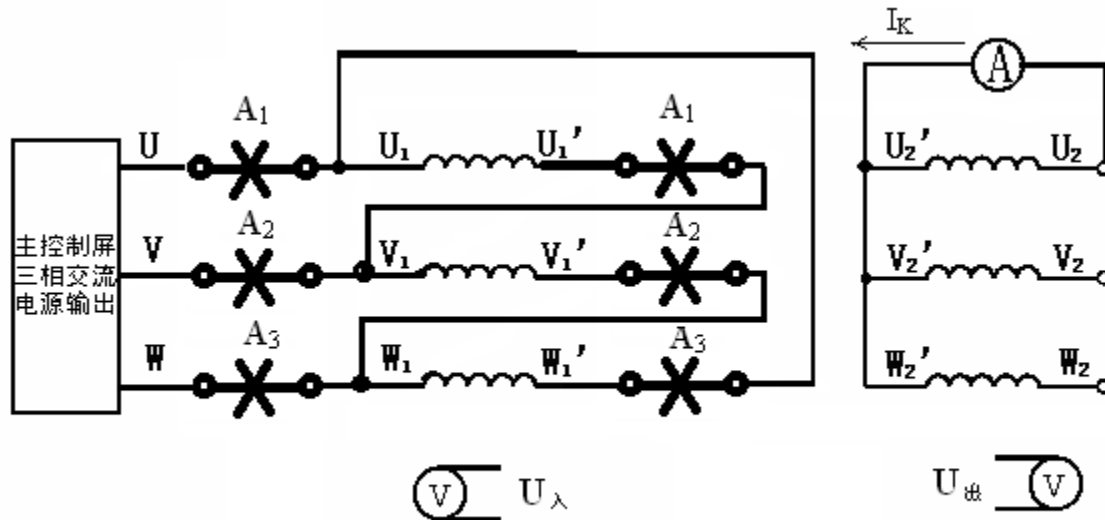 I_K
A
A₁ A₁
U U₁ U₁' U₂' U₂
A₂ A₂
主控制屏
三相交流
电源输出
V V₁ V₁' V₂' V₂
A₃ A₃
W W₁ W₁' W₂' W₂
V U入 U出 V